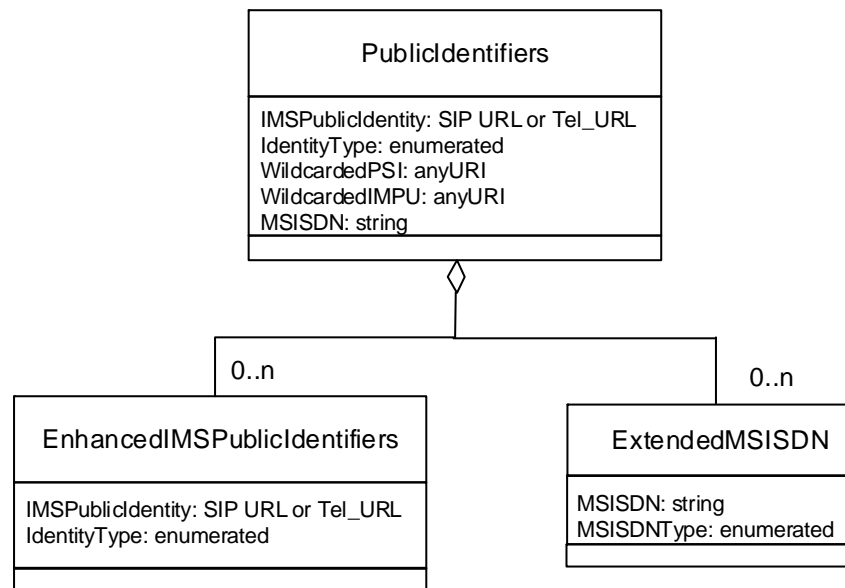 PublicIdentifiers
IMSPublicIdentity: SIP URL or Tel_URL
IdentityType: enumerated
WildcardedPSI: anyURI
WildcardedIMPU: anyURI
MSISDN: string
0..n
0..n
EnhancedIMSPublicIdentifiers
IMSPublicIdentity: SIP URL or Tel_URL
IdentityType: enumerated
ExtendedMSISDN
MSISDN: string
MSISDNType: enumerated